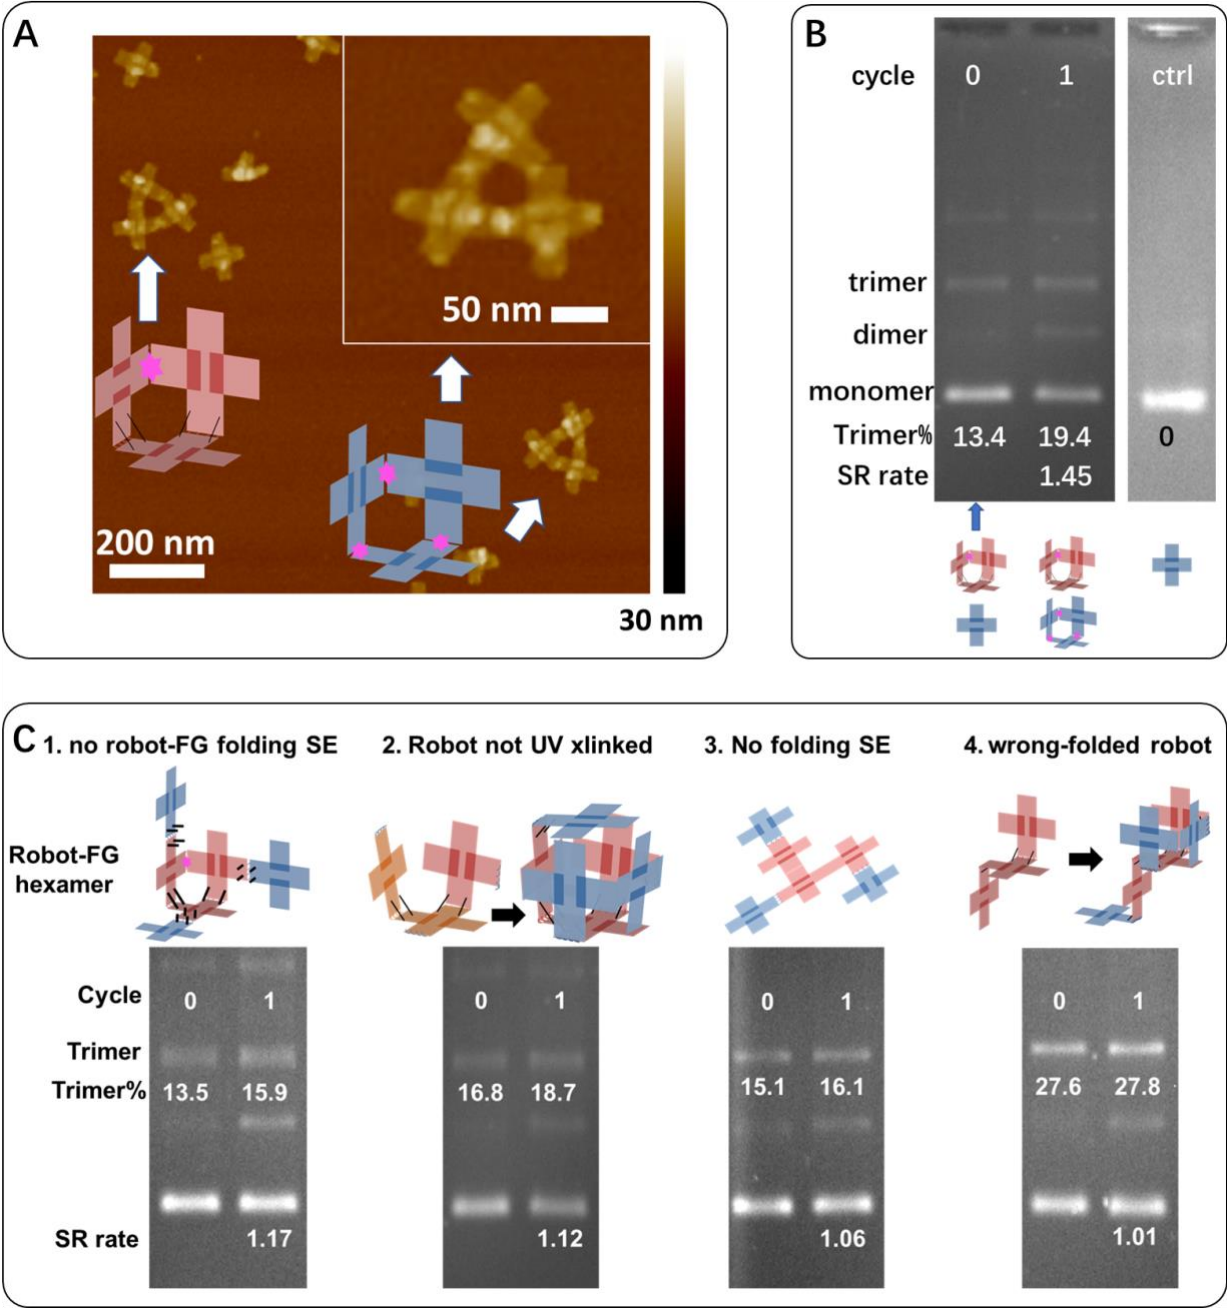 A
50 nm
200 nm
30 nm
B
cycle 0 1 ctrl
trimer
dimer
monomer
Trimer% 13.4 19.4 0
SR rate 1.45
C 1. no robot-FG folding SE 2. Robot not UV xlinked 3. No folding SE 4. wrong-folded robot
Robot-FG
hexamer
Cycle 0 1 0 1 0 1 0 1
Trimer
Trimer% 13.5 15.9 16.8 18.7 15.1 16.1 27.6 27.8
SR rate 1.17 1.12 1.06 1.01